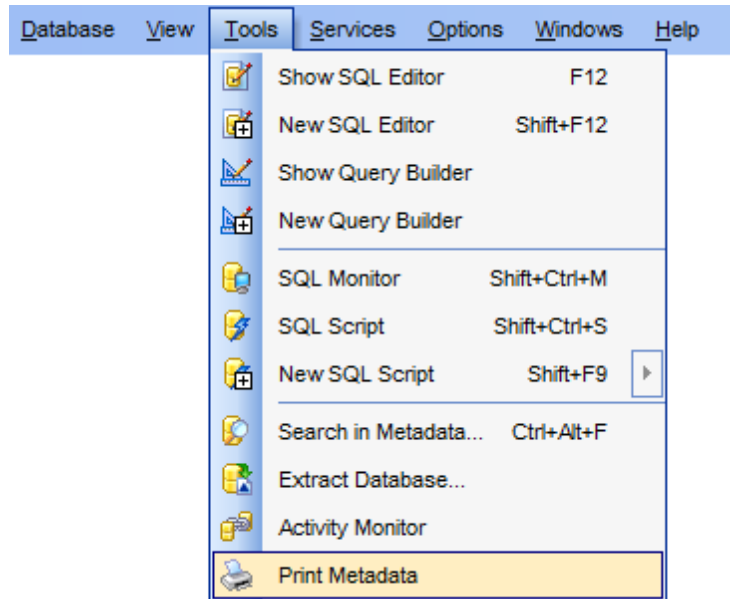 Database View Tools Services Options Windows Help
Show SQL Editor F12
New SQL Editor Shift+F12
Show Query Builder
New Query Builder
SQL Monitor Shift+Ctrl+M
SQL Script Shift+Ctrl+S
New SQL Script Shift+F9
Search in Metadata... Ctrl+Alt+F
Extract Database...
Activity Monitor
Print Metadata